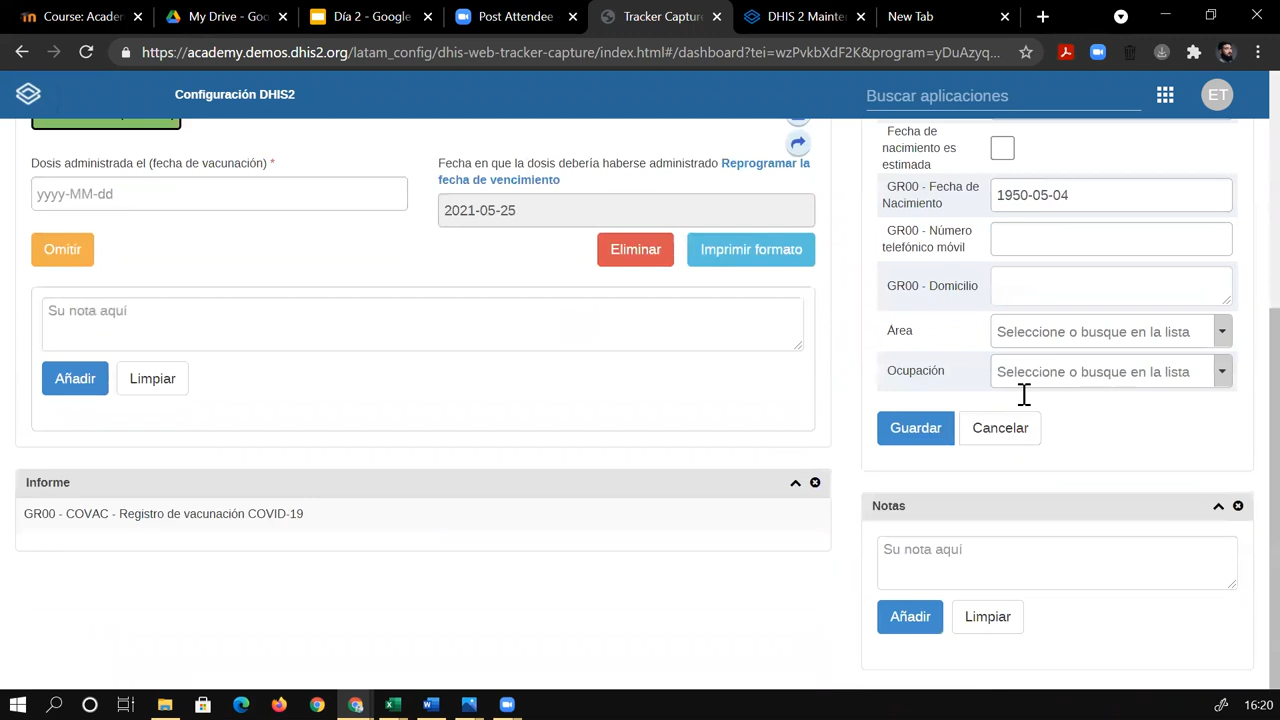 Course: Acader
My Drive - Goo
Día 2 - Google
Post Attendee
Tracker Captur
DHIS 2 Mainter
New Tab
https://academy.demos.dhis2.org/latam_config/dhis-web-tracker-capture/index.html#/dashboard?tei=wzPvkbXdF2K&program=yDuAzyq...
Configuración DHIS2
Buscar aplicaciones
ET
Dosis administrada el (fecha de vacunación) *
yyyy-MM-dd
Fecha en que la dosis debería haberse administrado Reprogramar la
fecha de vencimiento
2021-05-25
Omitir
Eliminar
Imprimir formato
Su nota aquí
Añadir
Limpiar
Informe
GR00 - COVAC - Registro de vacunación COVID-19
Fecha de
nacimiento es
estimada
GR00 - Fecha de
Nacimiento
1950-05-04
GR00 - Número
telefónico móvil
GR00 - Domicilio
Área
Seleccione o busque en la lista
Ocupación
Seleccione o busque en la lista
Guardar
Cancelar
Notas
Su nota aquí
Añadir
Limpiar
16:20